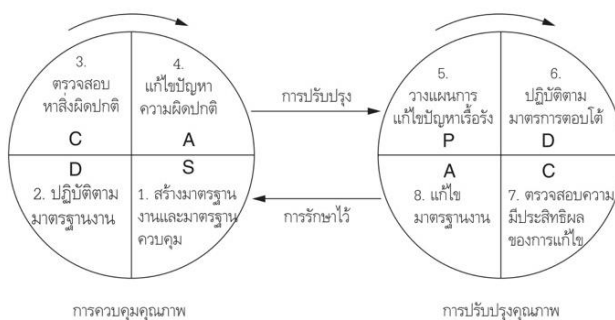 3.
ตรวจสอบ
หาสิ่งผิดปกติ
C
4.
แก้ไขปัญหา
ความผิดปกติ
A
D
2. ปฏิบัติตาม
มาตรฐานงาน
S
1. สร้างมาตรฐาน
งานและมาตรฐาน
ควบคุม
การควบคุมคุณภาพ
การปรับปรุง
การรักษาไว้
5.
วางแผนการ
แก้ไขปัญหาเรื้อรัง
P
6.
ปฏิบัติตาม
มาตรการตอบโต้
D
A
8. แก้ไข
มาตรฐานงาน
C
7. ตรวจสอบความ
มีประสิทธิผล
ของการแก้ไข
การปรับปรุงคุณภาพ